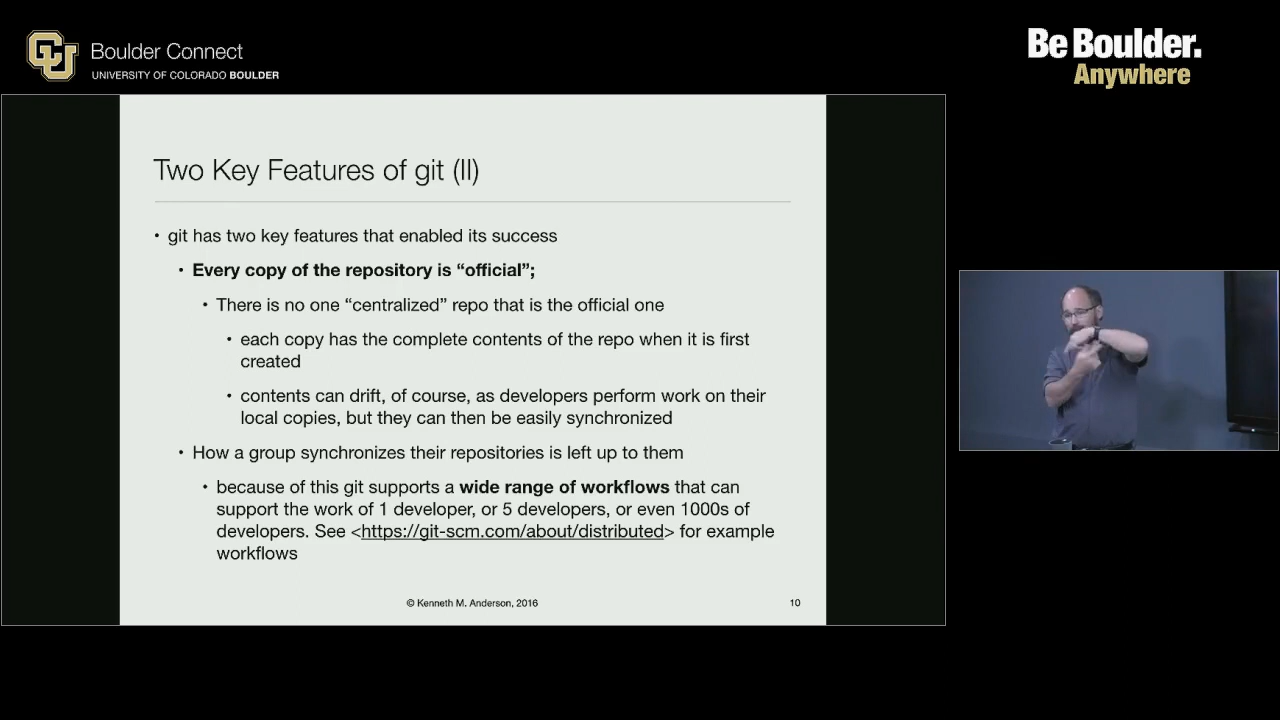 CU
Boulder Connect
UNIVERSITY OF COLORADO BOULDER
Be Boulder.
Anywhere
Two Key Features of git (II)
• git has two key features that enabled its success
• Every copy of the repository is “official”;
• There is no one “centralized” repo that is the official one
• each copy has the complete contents of the repo when it is first
created
• contents can drift, of course, as developers perform work on their
local copies, but they can then be easily synchronized
• How a group synchronizes their repositories is left up to them
• because of this git supports a wide range of workflows that can
support the work of 1 developer, or 5 developers, or even 1000s of
developers. See <https://git-scm.com/about/distributed> for example
workflows
© Kenneth M. Anderson, 2016
10